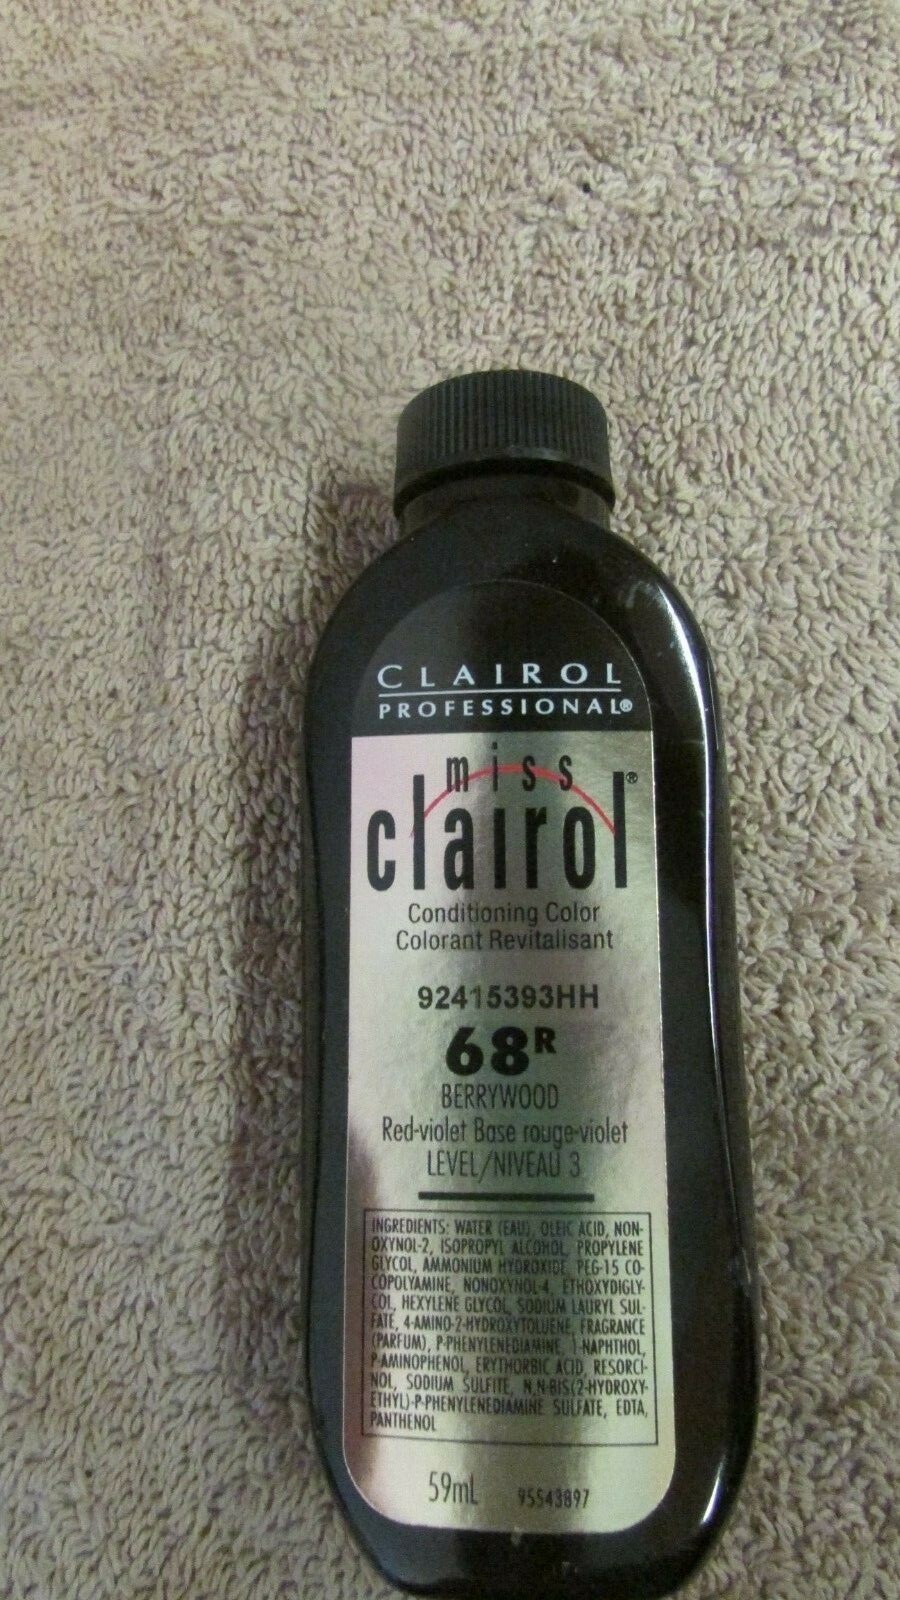 CLAIROL
PROFESSIONAL®
miss
clairol®
Conditioning Color
Colorant Revitalisant
92415393HH
68R
BERRYWOOD
Red-violet Base rouge-violet
LEVEL/NIVEAU 3
INGREDIENTS: WATER (EAU), OLEIC ACID, NON-
OXYNOL-2, ISOPROPYL ALCOHOL, PROPYLENE
GLYCOL, AMMONIUM HYDROXIDE, PEG-15 CO-
COPOLYAMINE, NONOXYNOL-4, ETHOXYDIGLY-
COL, HEXYLENE GLYCOL, SODIUM LAURYL SUL-
FATE, 4-AMINO-2-HYDROXYTOLUENE, FRAGRANCE
(PARFUM), P-PHENYLENEDIAMINE, 1-NAPHTHOL,
P-AMINOPHENOL, ERYTHORBIC ACID, RESORCI-
NOL, SODIUM SULFITE, N,N-BIS(2-HYDROXY-
ETHYL)-P-PHENYLENEDIAMINE SULFATE, EDTA,
PANTHENOL
59mL 95543897